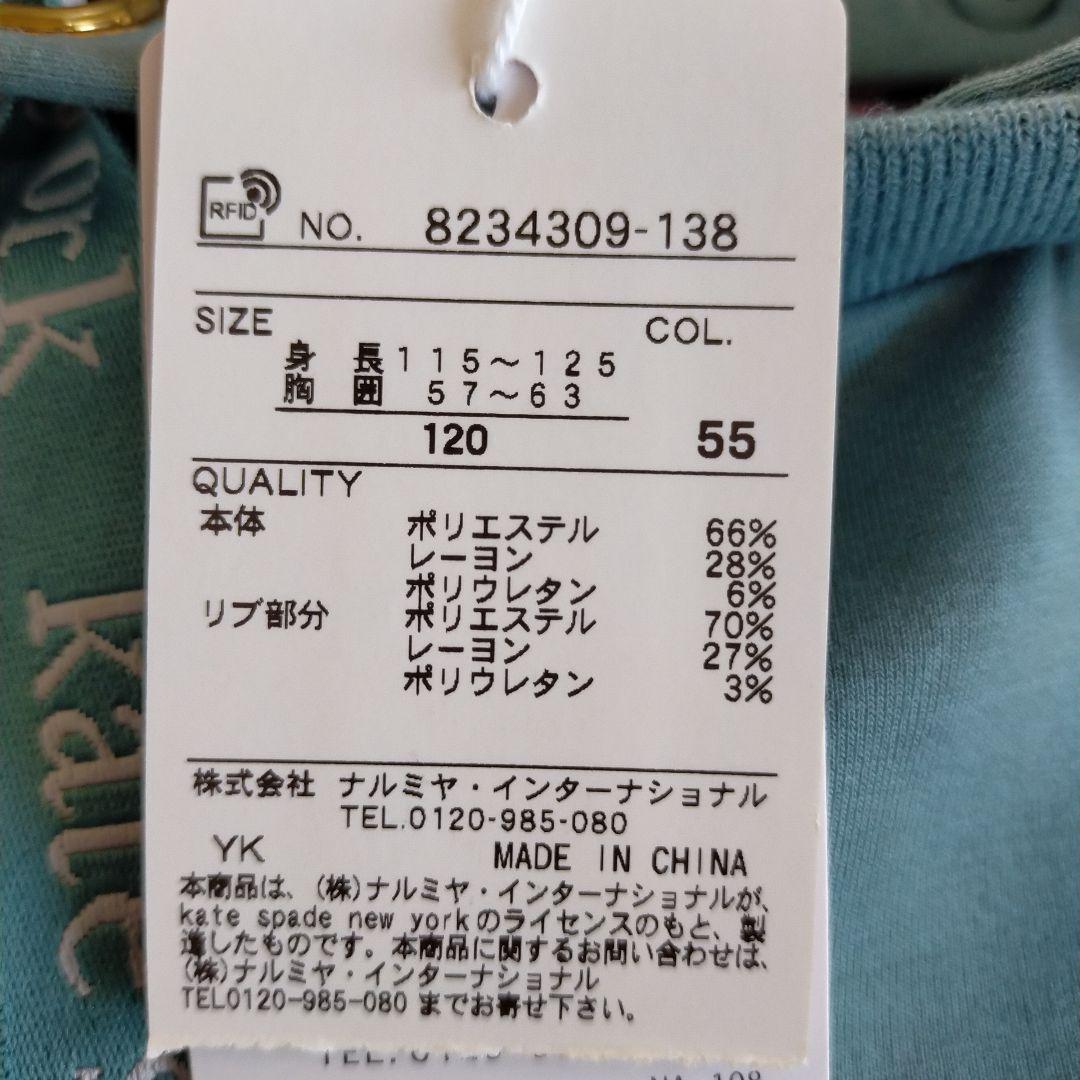 RFID NO. 8234309-138
SIZE COL.
身長 115～125
胸囲 57～63
120 55
QUALITY
本体 ポリエステル 66%
レーヨン 28%
ポリウレタン 6%
リブ部分 ポリエステル 70%
レーヨン 27%
ポリウレタン 3%
株式会社 ナルミヤ・インターナショナル
TEL.0120-985-080
YK MADE IN CHINA
本商品は、(株)ナルミヤ・インターナショナルが、
kate spade new yorkのライセンスのもと、製
造したものです。本商品に関するお問い合わせは、
(株)ナルミヤ・インターナショナル
TEL0120-985-080 までお寄せ下さい。
kate
ork